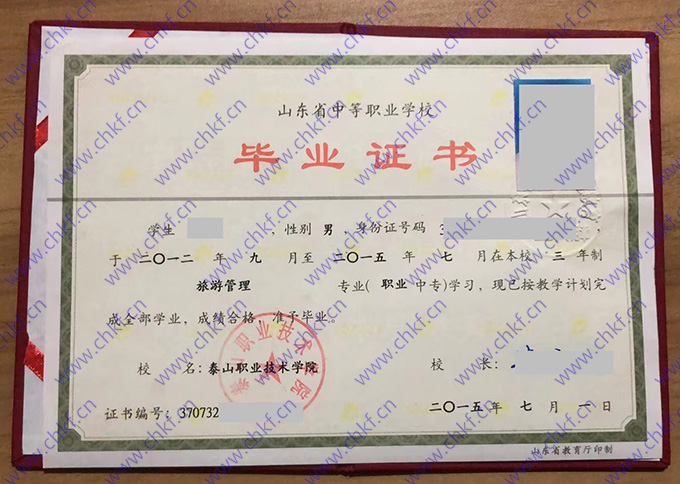 山东省中等职业学校
毕业证书
学生 ,性别 男 ,身份证号码 3 ,
于 二〇一二 年 九 月至 二〇一五 年 七 月在本校 三 年制
旅游管理 专业( 职业 中专)学习，现已按教学计划完
成全部学业，成绩合格，准予毕业。
校 名：泰山职业技术学院 校 长：
证书编号：370732 二〇一五 年 七 月 一 日
山东省教育厅印制
www.chkf.cn